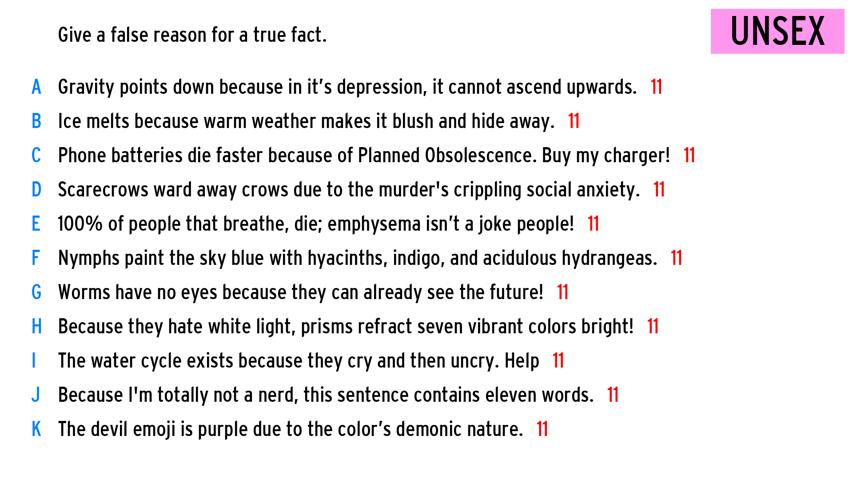 Give a false reason for a true fact.
UNSEX
A Gravity points down because in it’s depression, it cannot ascend upwards. 11
B Ice melts because warm weather makes it blush and hide away. 11
C Phone batteries die faster because of Planned Obsolescence. Buy my charger! 11
D Scarecrows ward away crows due to the murder's crippling social anxiety. 11
E 100% of people that breathe, die; emphysema isn’t a joke people! 11
F Nymphs paint the sky blue with hyacinths, indigo, and acidulous hydrangeas. 11
G Worms have no eyes because they can already see the future! 11
H Because they hate white light, prisms refract seven vibrant colors bright! 11
I The water cycle exists because they cry and then uncry. Help 11
J Because I'm totally not a nerd, this sentence contains eleven words. 11
K The devil emoji is purple due to the color’s demonic nature. 11